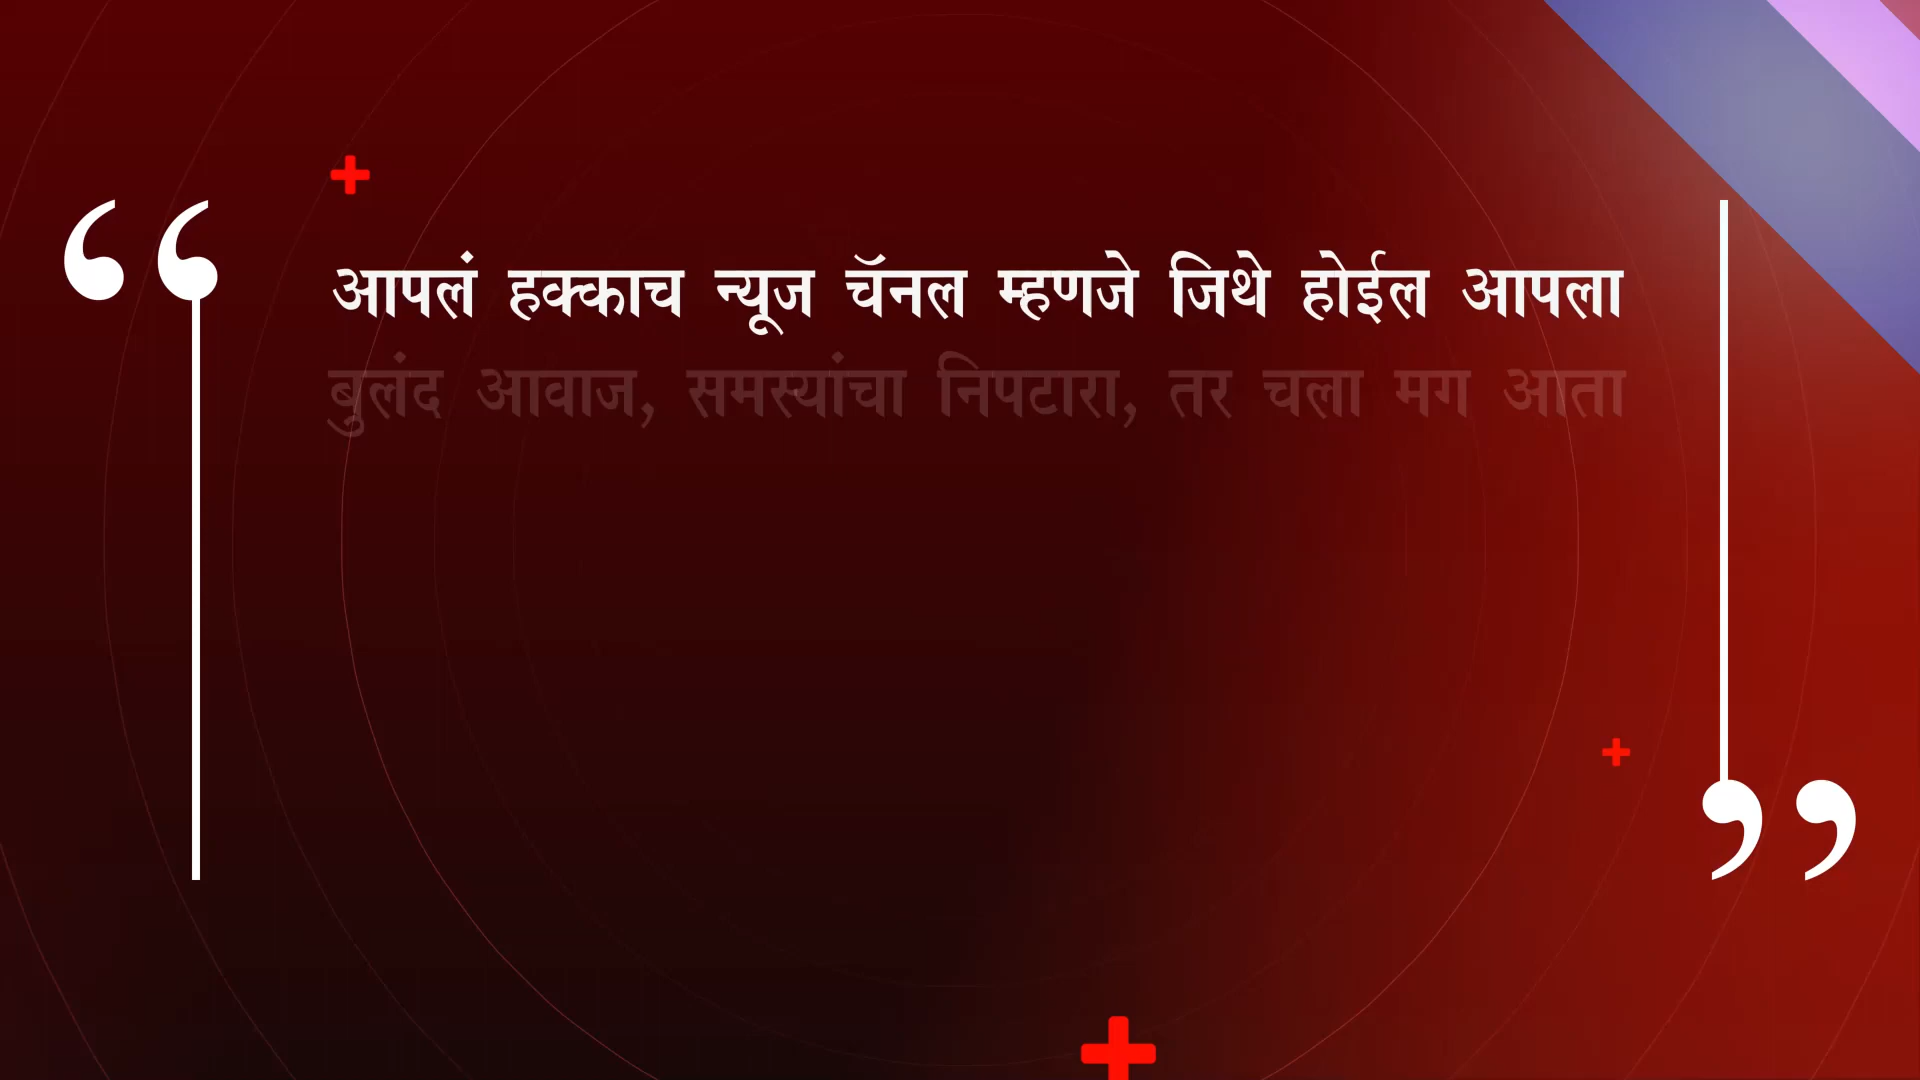 आपलं हक्काच न्यूज चॅनल म्हणजे जिथे होईल आपला
बुलंद आवाज, समस्यांचा निपटारा, तर चला मग आता